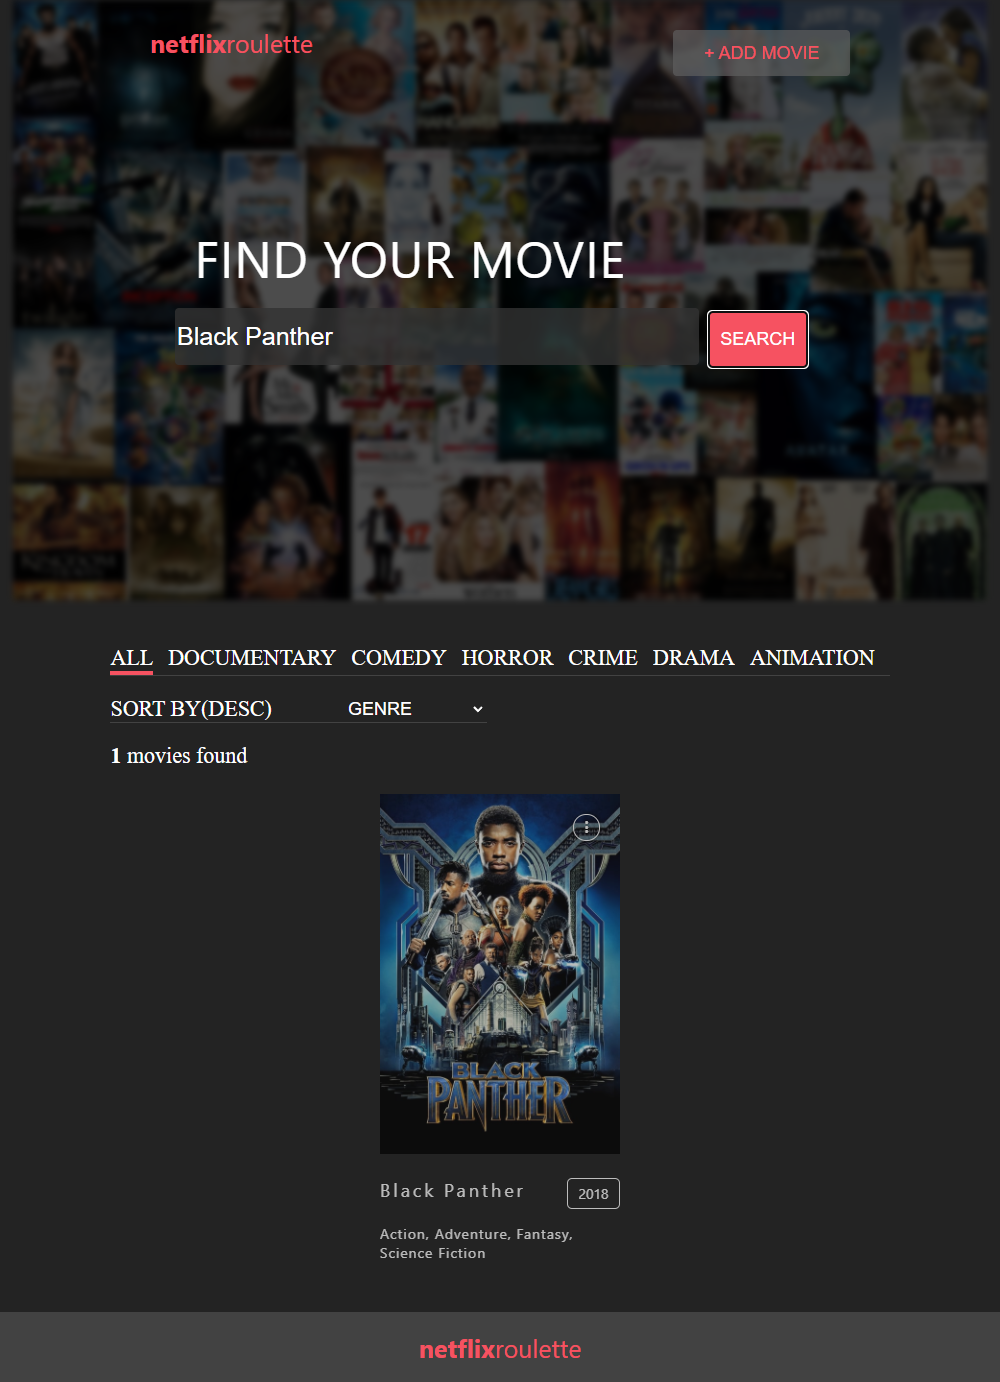 netflixroulette
+ ADD MOVIE
FIND YOUR MOVIE
Black Panther
SEARCH
ALL DOCUMENTARY COMEDY HORROR CRIME DRAMA ANIMATION
SORT BY(DESC) GENRE
1 movies found
BLACK
PANTHER
Black Panther 2018
Action, Adventure, Fantasy,
Science Fiction
netflixroulette